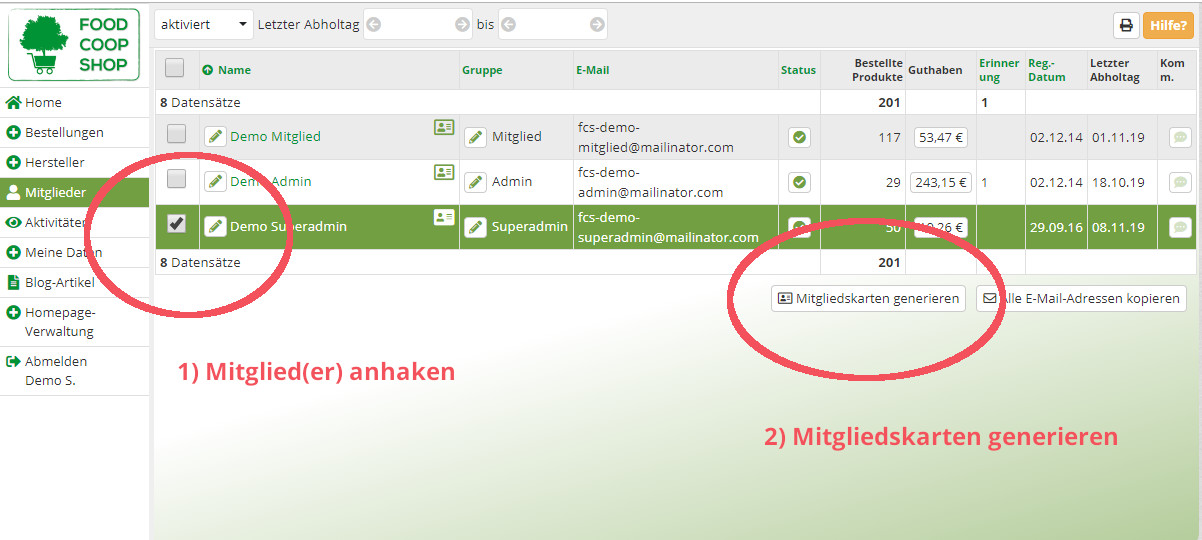 FOOD
COOP
SHOP
aktiviert Letzter Abholtag bis Hilfe?
Home
Bestellungen
Hersteller
Mitglieder
Aktivitäten
Meine Daten
Blog-Artikel
Homepage-
Verwaltung
Abmelden
Demo S.
Name Gruppe E-Mail Status Bestellte Produkte Guthaben Erinner ung Reg.- Datum Letzter Abholtag Kom m.
8 Datensätze 201 1
Demo Mitglied Mitglied fcs-demo-
mitglied@mailinator.com 117 53,47 € 02.12.14 01.11.19
Demo Admin Admin fcs-demo-
admin@mailinator.com 29 243,15 € 1 02.12.14 18.10.19
Demo Superadmin Superadmin fcs-demo-
superadmin@mailinator.com 50 26 € 29.09.16 08.11.19
8 Datensätze 201
Mitgliedskarten generieren Alle E-Mail-Adressen kopieren
1) Mitglied(er) anhaken
2) Mitgliedskarten generieren